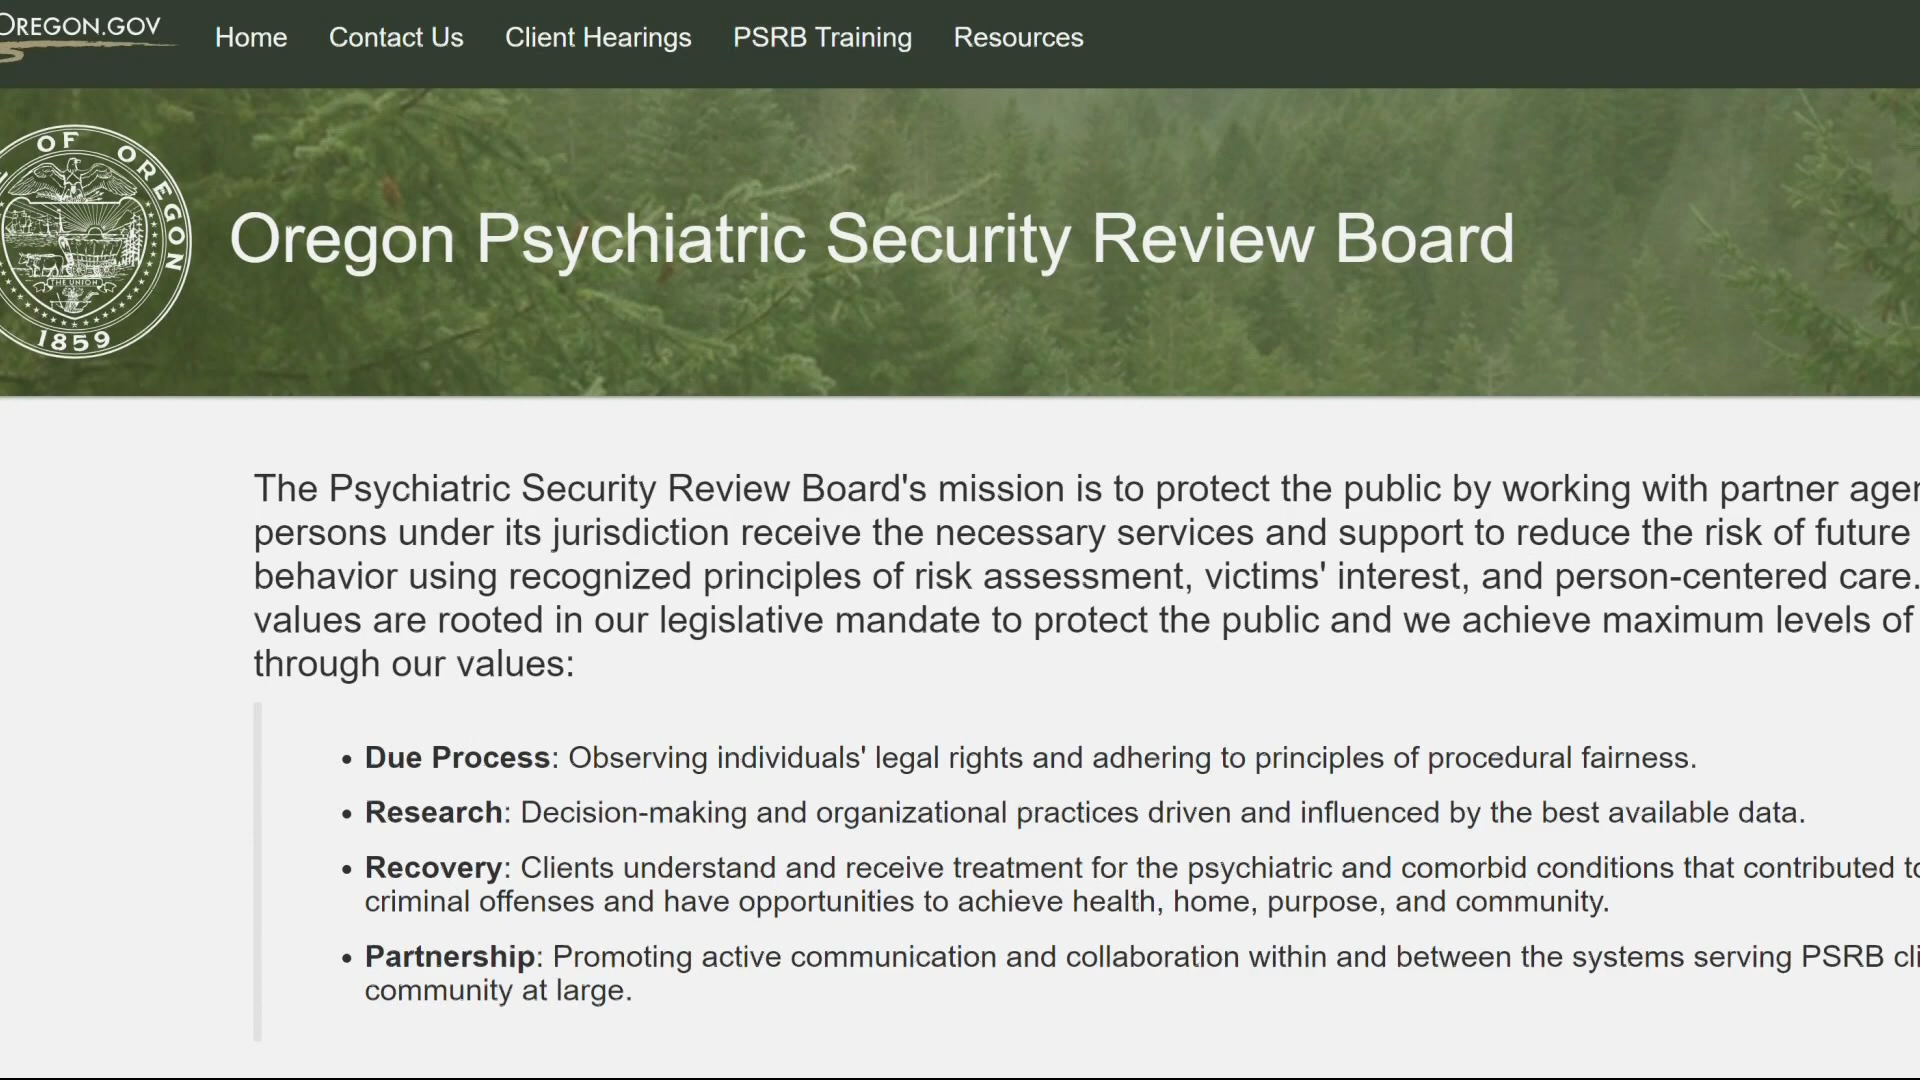 OREGON.GOV
Home Contact Us Client Hearings PSRB Training Resources
OF OREGON
THE UNION
1859
Oregon Psychiatric Security Review Board
The Psychiatric Security Review Board's mission is to protect the public by working with partner
persons under its jurisdiction receive the necessary services and support to reduce the risk of future
behavior using recognized principles of risk assessment, victims' interest, and person-centered care.
values are rooted in our legislative mandate to protect the public and we achieve maximum levels of
through our values:
• Due Process: Observing individuals' legal rights and adhering to principles of procedural fairness.
• Research: Decision-making and organizational practices driven and influenced by the best available data.
• Recovery: Clients understand and receive treatment for the psychiatric and comorbid conditions that contributed
criminal offenses and have opportunities to achieve health, home, purpose, and community.
• Partnership: Promoting active communication and collaboration within and between the systems serving PSRB
community at large.